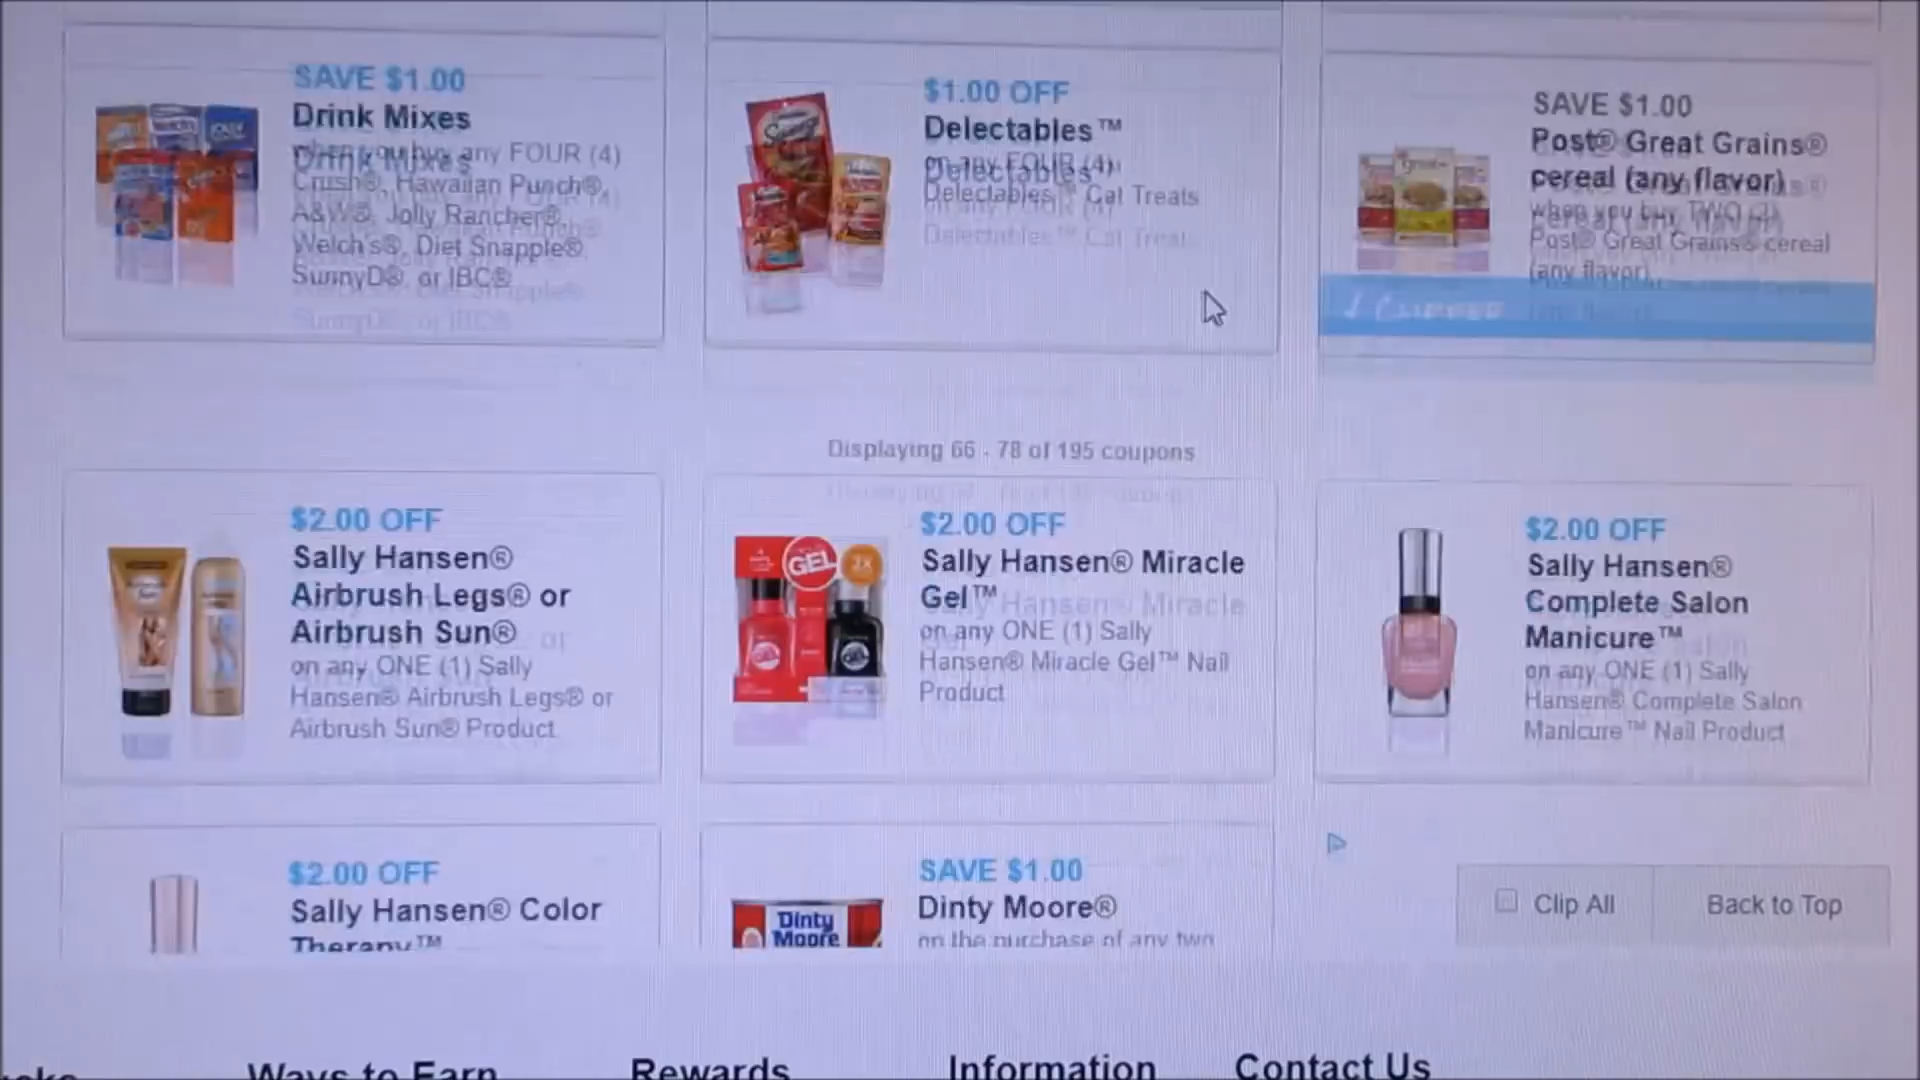 SAVE $1.00
Drink Mixes
when you buy any FOUR (4)
Crush®, Hawaiian Punch®,
A&W®, Jolly Rancher®,
Welch's®, Diet Snapple®
SunnyD®, or IBC®
$1.00 OFF
Delectables™
on any FOUR (4)
Delectables™ Cat Treats
SAVE $1.00
Post® Great Grains®
cereal (any flavor)
when you buy TWO (2)
Post® Great Grains® cereal
(any flavor)
✓ CLIPPED
Displaying 66 - 78 of 195 coupons
$2.00 OFF
Sally Hansen®
Airbrush Legs® or
Airbrush Sun®
on any ONE (1) Sally
Hansen® Airbrush Legs® or
Airbrush Sun® Product
GEL
GEL
GEL
$2.00 OFF
Sally Hansen® Miracle
Gel™
on any ONE (1) Sally
Hansen® Miracle Gel™ Nail
Product
$2.00 OFF
Sally Hansen®
Complete Salon
Manicure™
on any ONE (1) Sally
Hansen® Complete Salon
Manicure™ Nail Product
$2.00 OFF
Sally Hansen® Color
Therapy™
Dinty
Moore
SAVE $1.00
Dinty Moore®
on the purchase of any two
Clip All
Back to Top
Ways to Earn
Rewards
Information
Contact Us